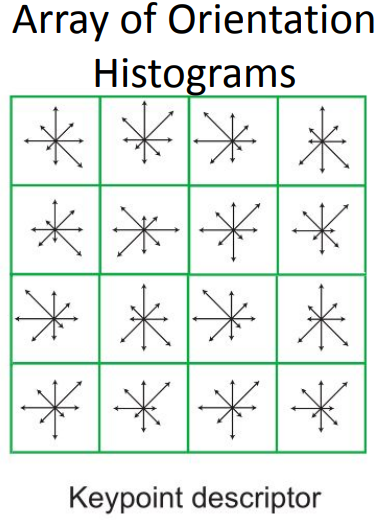 Array of Orientation
Histograms
Keypoint descriptor